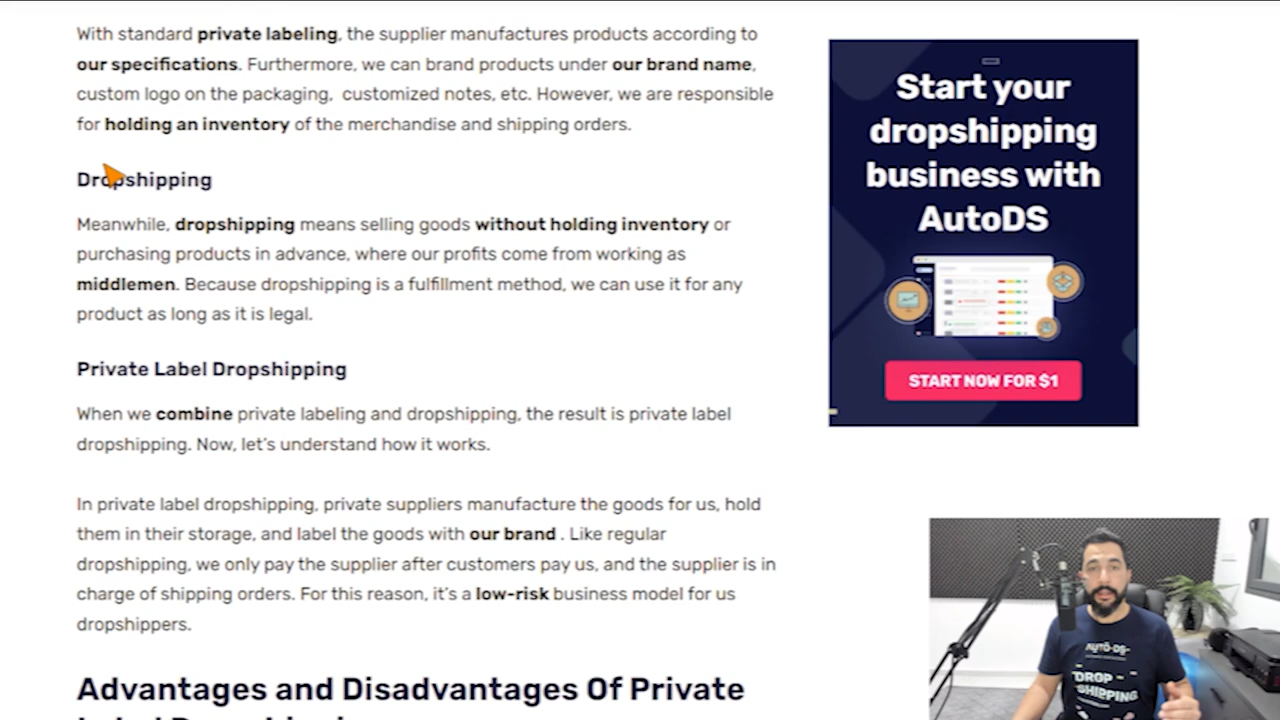 With standard private labeling, the supplier manufactures products according to
our specifications. Furthermore, we can brand products under our brand name,
custom logo on the packaging, customized notes, etc. However, we are responsible
for holding an inventory of the merchandise and shipping orders.
Dropshipping
Meanwhile, dropshipping means selling goods without holding inventory or
purchasing products in advance, where our profits come from working as
middlemen. Because dropshipping is a fulfillment method, we can use it for any
product as long as it is legal.
Private Label Dropshipping
When we combine private labeling and dropshipping, the result is private label
dropshipping. Now, let's understand how it works.
In private label dropshipping, private suppliers manufacture the goods for us, hold
them in their storage, and label the goods with our brand . Like regular
dropshipping, we only pay the supplier after customers pay us, and the supplier is in
charge of shipping orders. For this reason, it's a low-risk business model for us
dropshippers.
Advantages and Disadvantages Of Private
Start your
dropshipping
business with
AutoDS
START NOW FOR $1
AUTO-DS
DROP
SHIPPING